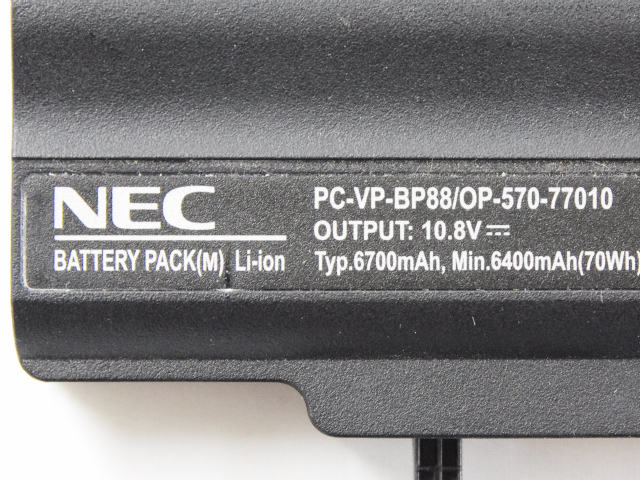 NEC
BATTERY PACK(M) Li-ion
PC-VP-BP88/OP-570-77010
OUTPUT: 10.8V⎓
Typ.6700mAh, Min.6400mAh(70Wh)